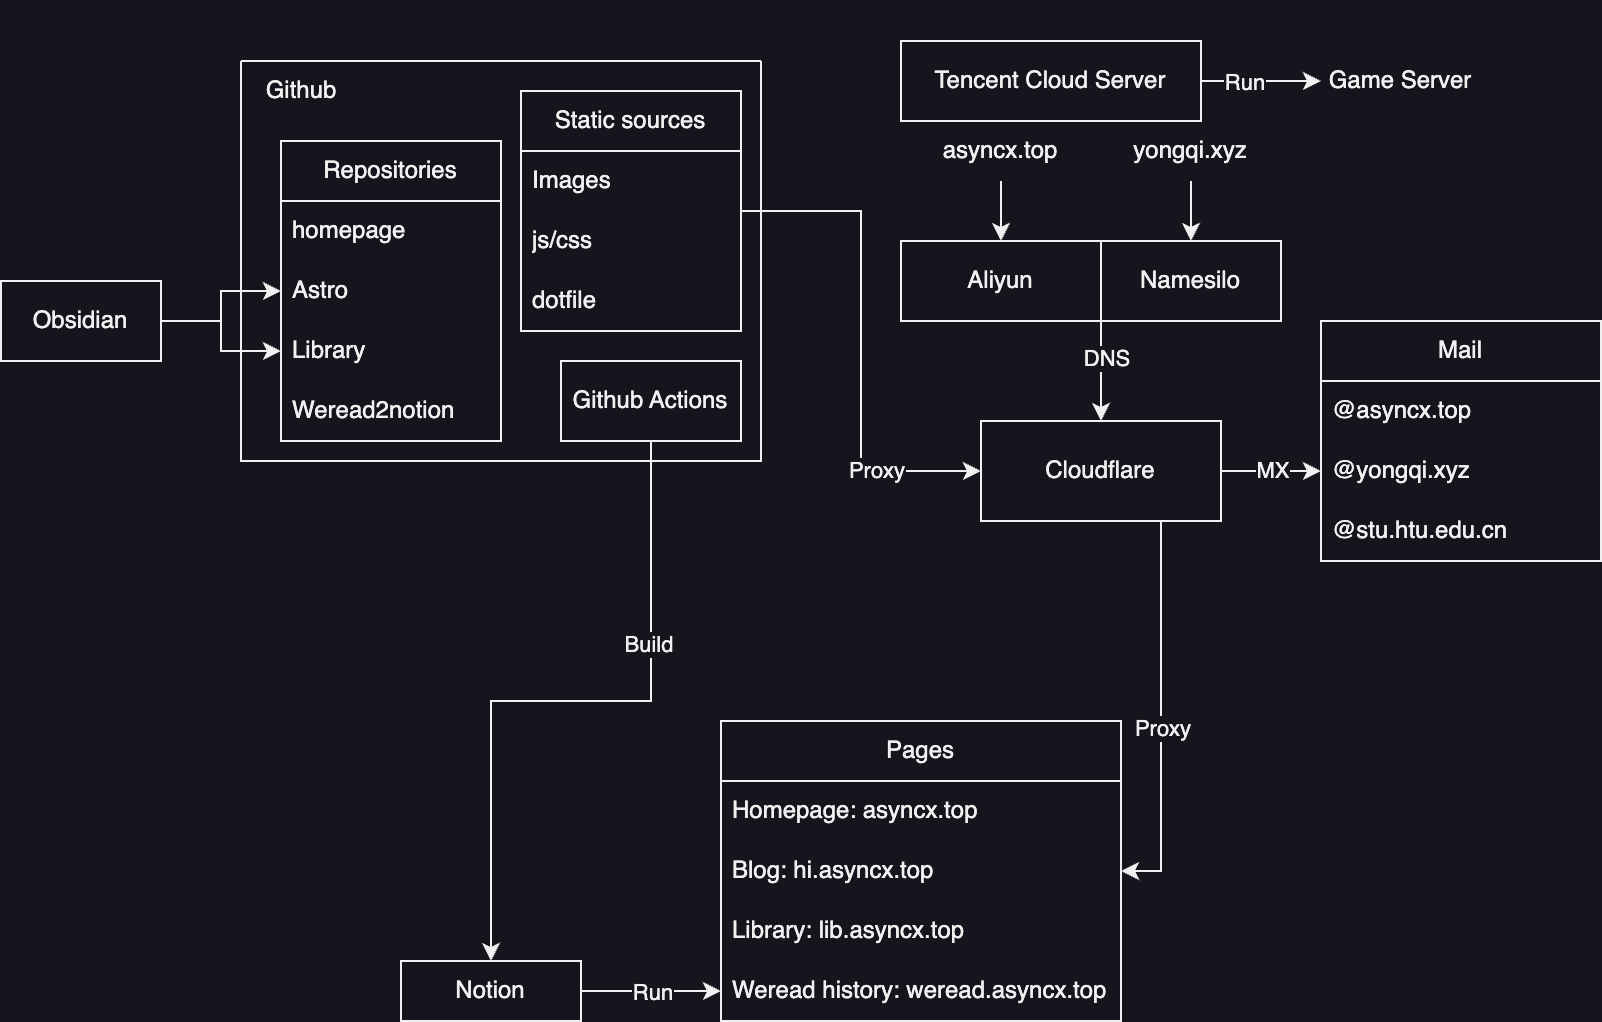 Github
Repositories
homepage
Astro
Library
Weread2notion
Static sources
Images
js/css
dotfile
Github Actions
Obsidian
Tencent Cloud Server
Run
Game Server
asyncx.top
yongqi.xyz
Aliyun
Namesilo
DNS
Proxy
Cloudflare
MX
Mail
@asyncx.top
@yongqi.xyz
@stu.htu.edu.cn
Build
Proxy
Pages
Homepage: asyncx.top
Blog: hi.asyncx.top
Library: lib.asyncx.top
Weread history: weread.asyncx.top
Notion
Run